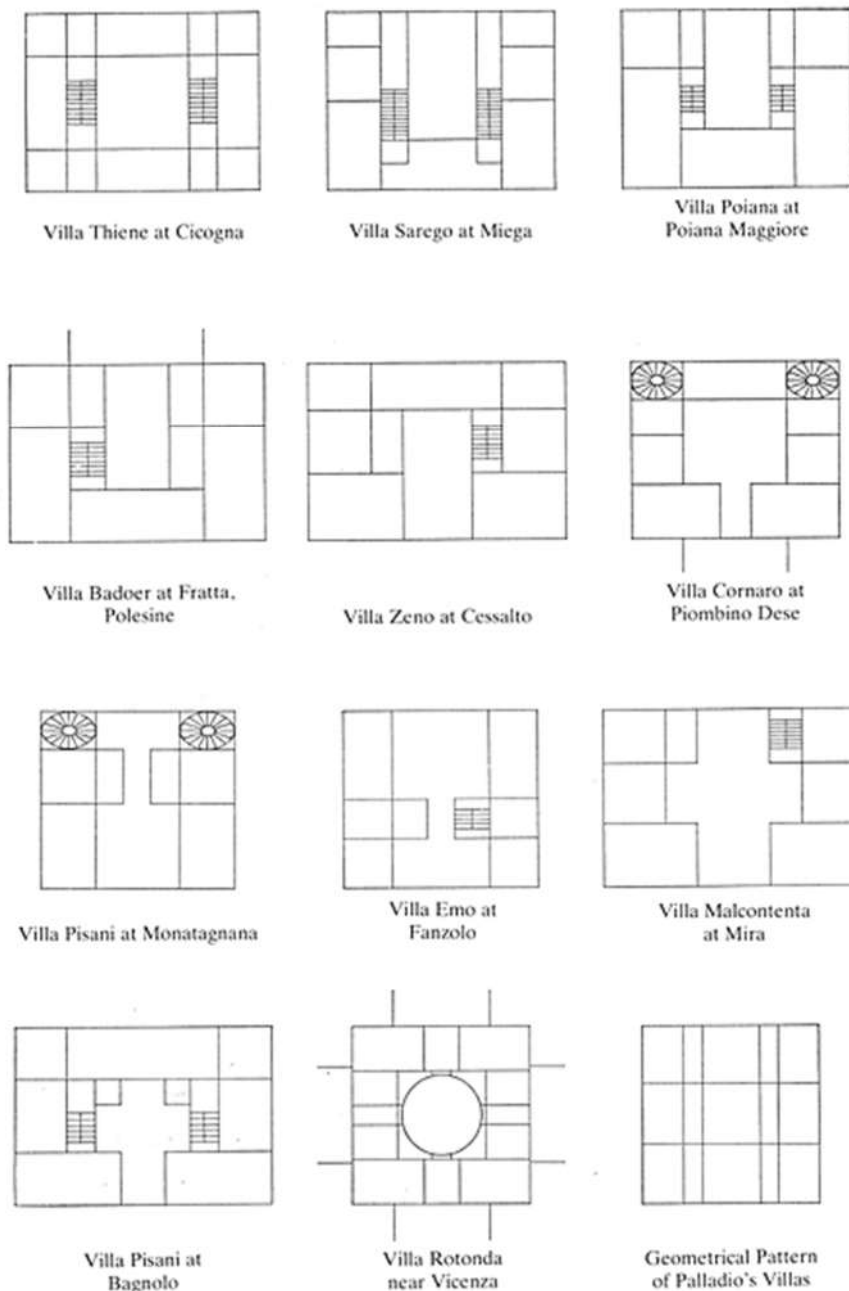 Villa Thiene at Cicogna
Villa Sarego at Miega
Villa Poiana at
Poiana Maggiore
Villa Badoer at Fratta,
Polesine
Villa Zeno at Cessalto
Villa Cornaro at
Piombino Dese
Villa Pisani at Monatagnana
Villa Emo at
Fanzolo
Villa Malcontenta
at Mira
Villa Pisani at
Bagnolo
Villa Rotonda
near Vicenza
Geometrical Pattern
of Palladio's Villas